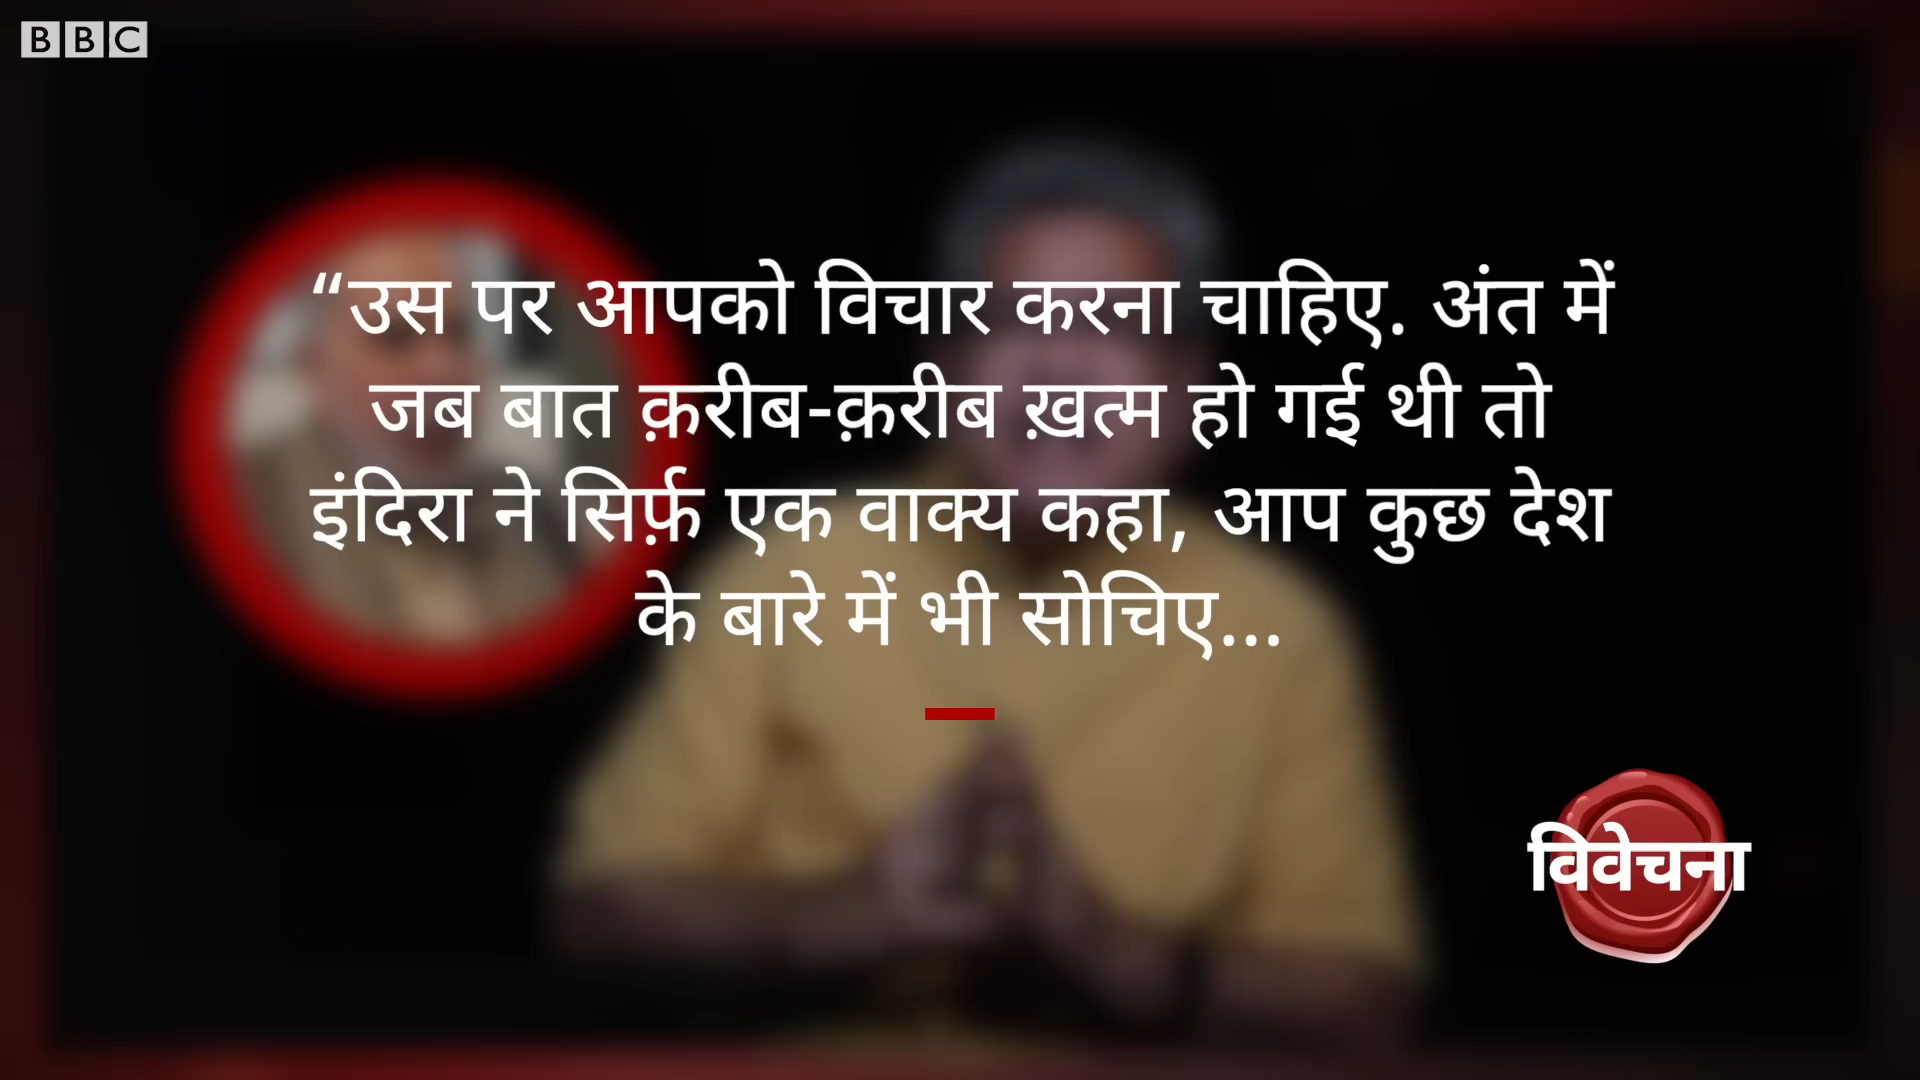 BBC
“उस पर आपको विचार करना चाहिए. अंत में
जब बात क़रीब-क़रीब ख़त्म हो गई थी तो
इंदिरा ने सिर्फ़ एक वाक्य कहा, आप कुछ देश
के बारे में भी सोचिए...
विवेचना